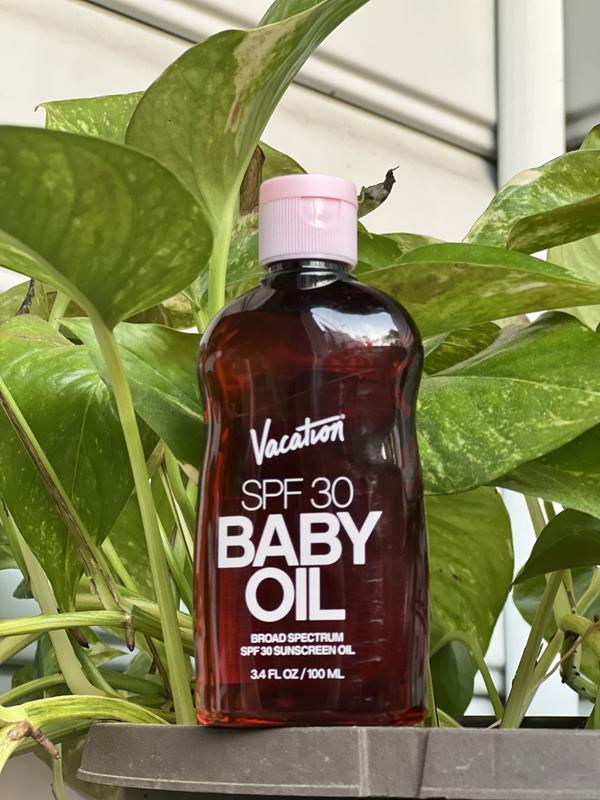 Vacation®
SPF 30
BABY
OIL
BROAD SPECTRUM
SPF 30 SUNSCREEN OIL
3.4 FL OZ / 100 ML